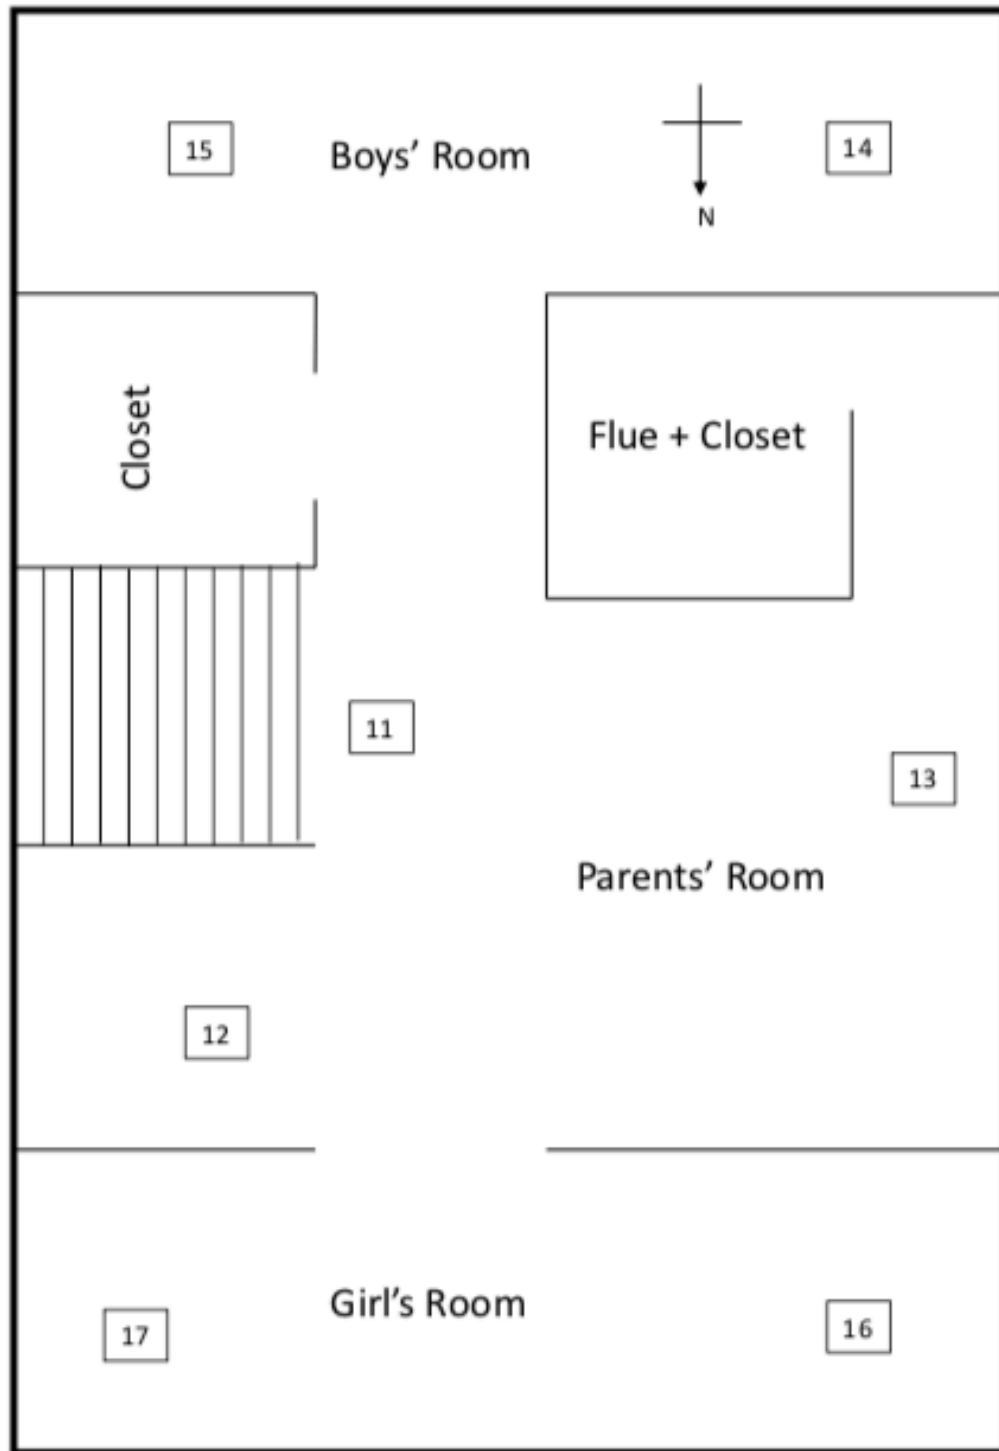 15
Boys’ Room
14
N
Closet
Flue + Closet
11
13
Parents’ Room
12
Girl’s Room
17
16